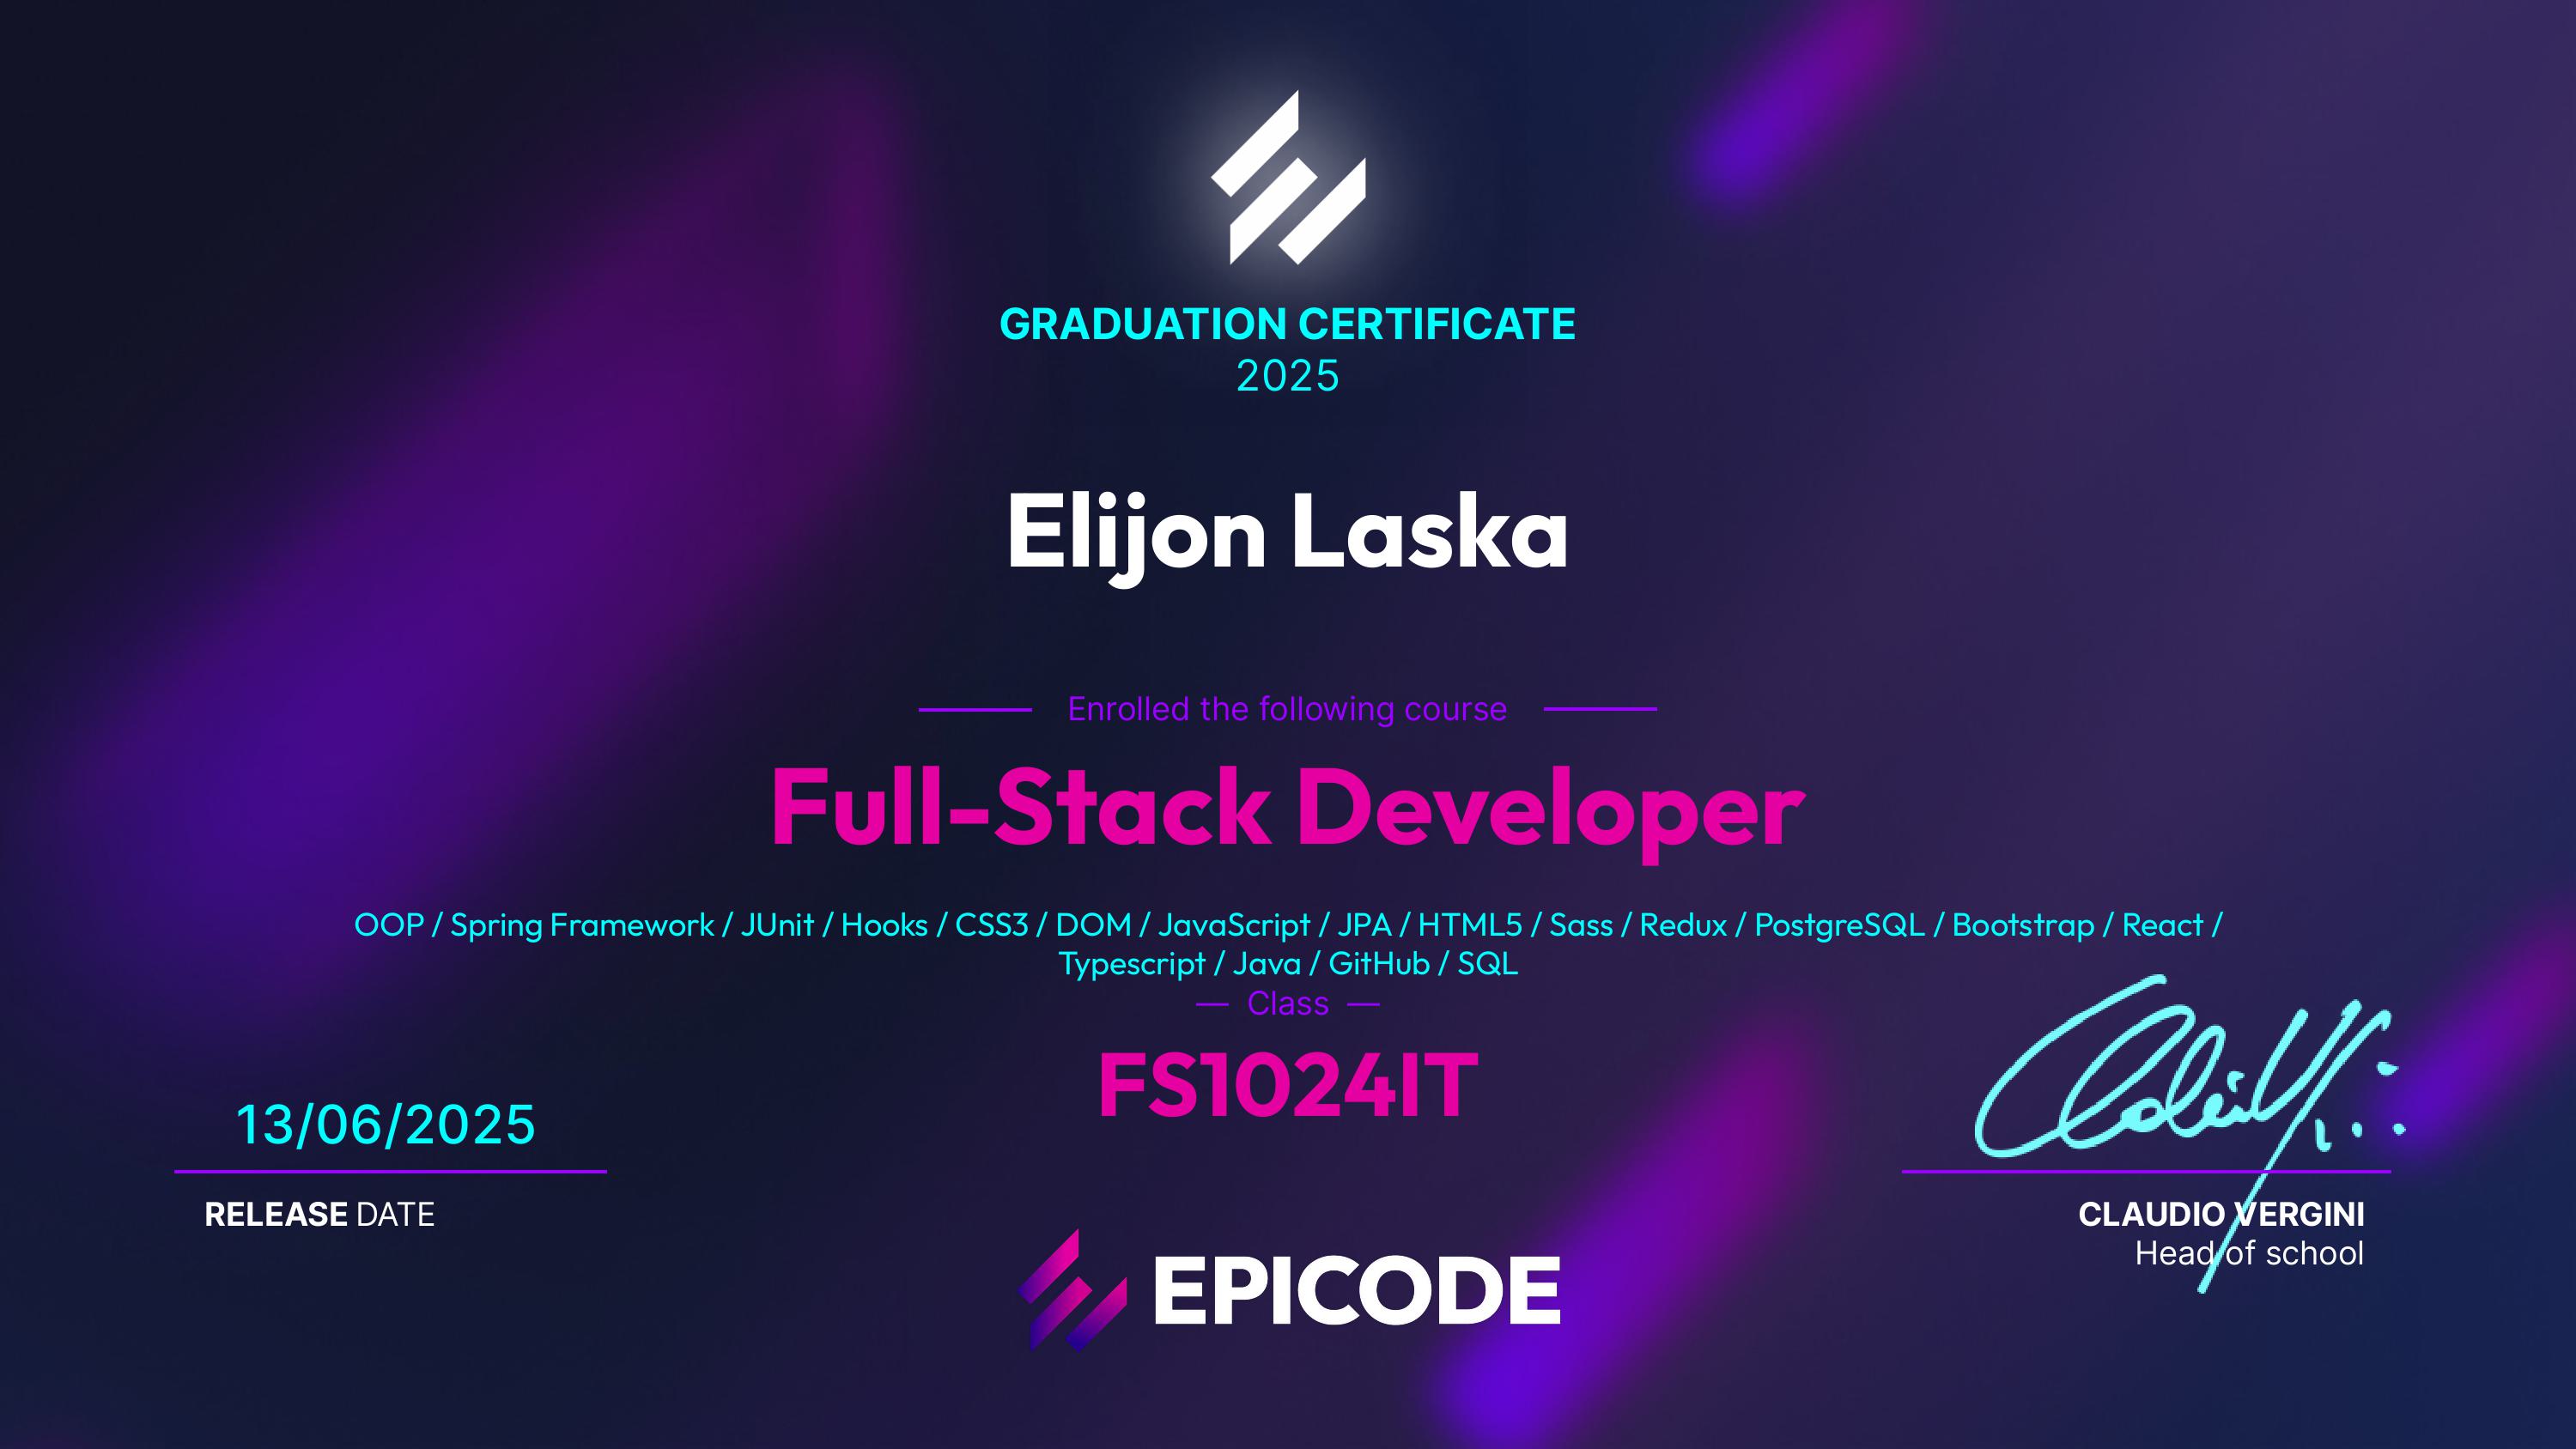 GRADUATION CERTIFICATE
2025
Elijon Laska
Enrolled the following course
Full-Stack Developer
OOP / Spring Framework / JUnit / Hooks / CSS3 / DOM / JavaScript / JPA / HTML5 / Sass / Redux / PostgreSQL / Bootstrap / React /
Typescript / Java / GitHub / SQL
Class
FS1024IT
13/06/2025
RELEASE DATE
CLAUDIO VERGINI
Head of school
EPICODE